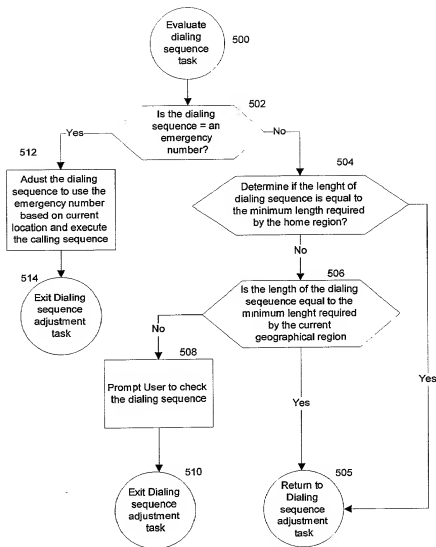 Evaluate
dialing
sequence
task
500
502
Is the dialing
sequence = an
emergency
number?
Yes
No
512
Adust the dialing
sequence to use the
emergency number
based on current
location and execute
the calling sequence
504
Determine if the lenght of
dialing sequence is equal to
the minimum length required
by the home region?
514
Exit Dialing
sequence
adjustment
task
No
506
Is the length of the dialing
seqeuence equal to the
minimum lenght required
by the current
geographical region
No
508
Prompt User to check
the dialing sequence
Yes
Yes
510
Exit Dialing
sequence
adjustment
task
505
Return to
Dialing
sequence
adjustment
task